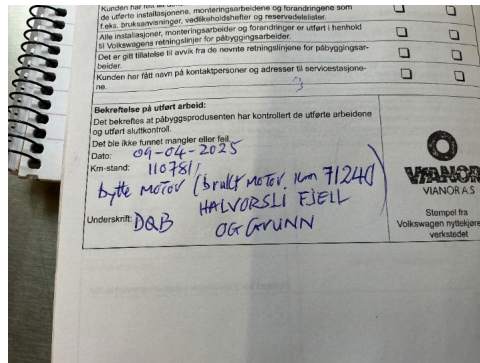 Kunden har fått all
de utførte installasjonene, monteringsarbeidene og forandringene som
f.eks. bruksanvisninger, vedlikeholdshefter og reservedelslister.
Alle installasjoner, monteringsarbeider og forandringer er utført i henhold
til Volkswagens retningslinjer for påbyggingsarbeider.
Det er gitt tillatelse til avvik fra de nevnte retningslinjene for påbyggingsar-
beider.
Kunden har fått navn på kontaktpersoner og adresser til servicestasjone-
ne.
Bekreftelse på utført arbeid:
Det bekreftes at påbyggsprodusenten har kontrollert de utførte arbeidene
og utført sluttkontroll.
Det ble ikke funnet mangler eller feil.
Dato: 09-04-2025
Km-stand: 110781
bytte MOTOR (brukt MOTOR. Km 71240)
HALVORSLI FJELL
Underskrift: DQB OG GRUNN
VIANOR
VIANOR A.S
Stempel fra
Volkswagen nyttekjøre
verkstedet